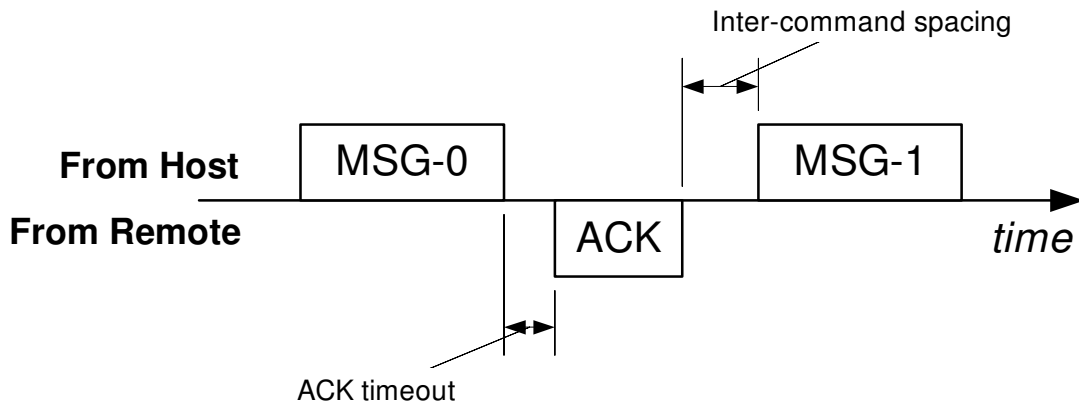 Inter-command spacing
From Host
MSG-0
MSG-1
From Remote
ACK
time
ACK timeout